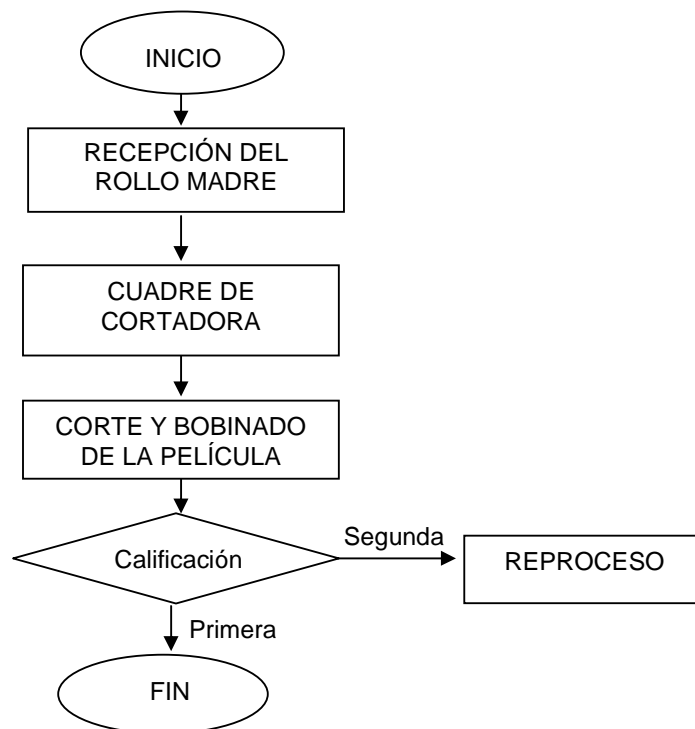 INICIO
RECEPCIÓN DEL
ROLLO MADRE
CUADRE DE
CORTADORA
CORTE Y BOBINADO
DE LA PELÍCULA
Calificación
Segunda
REPROCESO
Primera
FIN